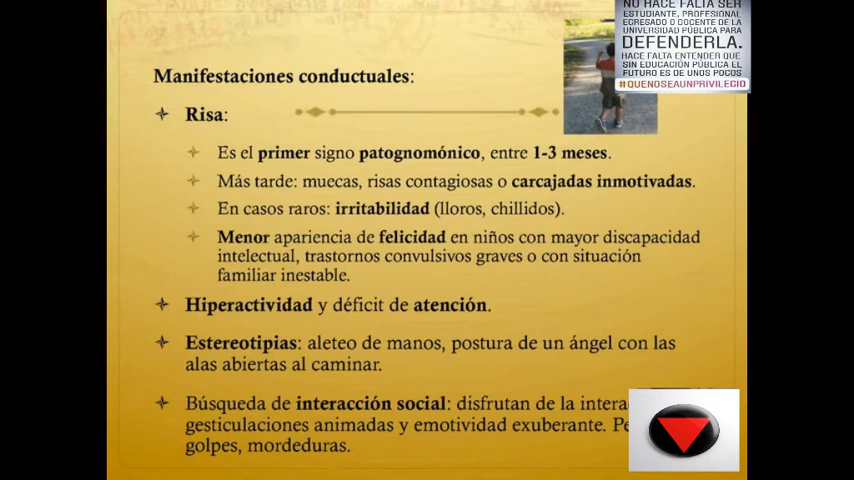 NO HACE FALTA SER
ESTUDIANTE, PROFESIONAL
EGRESADO O DOCENTE DE LA
UNIVERSIDAD PÚBLICA PARA
DEFENDERLA.
HACE FALTA ENTENDER QUE
SIN EDUCACIÓN PÚBLICA EL
FUTURO ES DE UNOS POCOS
#QUENOSEAUNPRIVILEGIO
Manifestaciones conductuales:
Risa:
Es el primer signo patognomónico, entre 1-3 meses.
Más tarde: muecas, risas contagiosas o carcajadas inmotivadas.
En casos raros: irritabilidad (lloros, chillidos).
Menor apariencia de felicidad en niños con mayor discapacidad
intelectual, trastornos convulsivos graves o con situación
familiar inestable.
Hiperactividad y déficit de atención.
Estereotipias: aleteo de manos, postura de un ángel con las
alas abiertas al caminar.
Búsqueda de interacción social: disfrutan de la
gesticulaciones animadas y emotividad exuberante.
golpes, mordeduras.